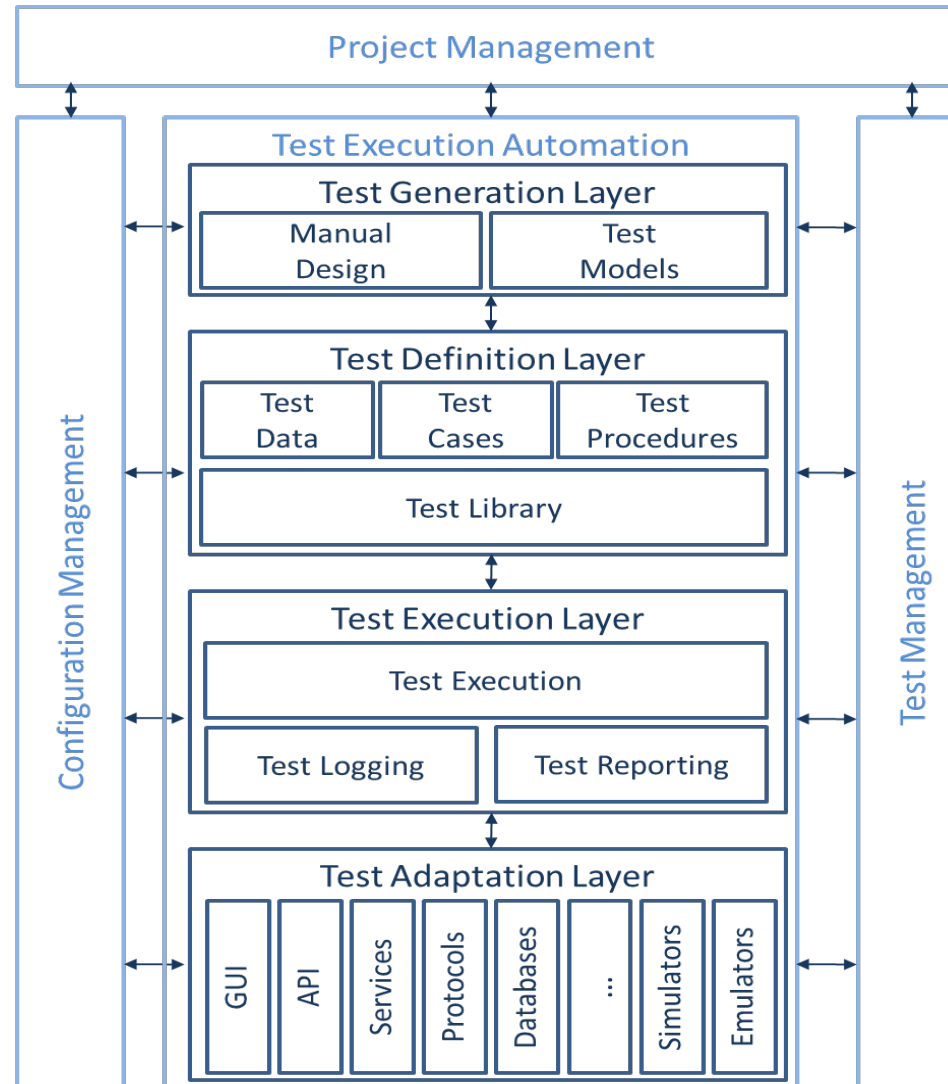 Project Management
Configuration Management
Test Execution Automation
Test Generation Layer
Manual
Design
Test
Models
Test Definition Layer
Test
Data
Test
Cases
Test
Procedures
Test Library
Test Execution Layer
Test Execution
Test Logging
Test Reporting
Test Adaptation Layer
GUI
API
Services
Protocols
Databases
...
Simulators
Emulators
Test Management